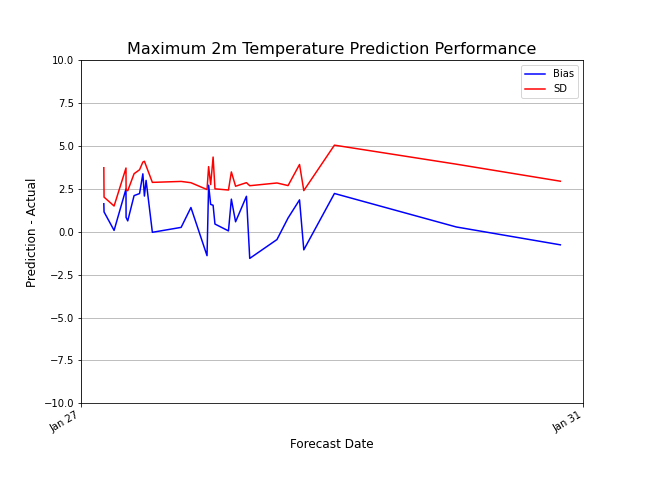 Maximum 2m Temperature Prediction Performance
Bias
SD
10.0
7.5
5.0
2.5
0.0
−2.5
−5.0
−7.5
−10.0
Prediction - Actual
Jan 27
Jan 31
Forecast Date